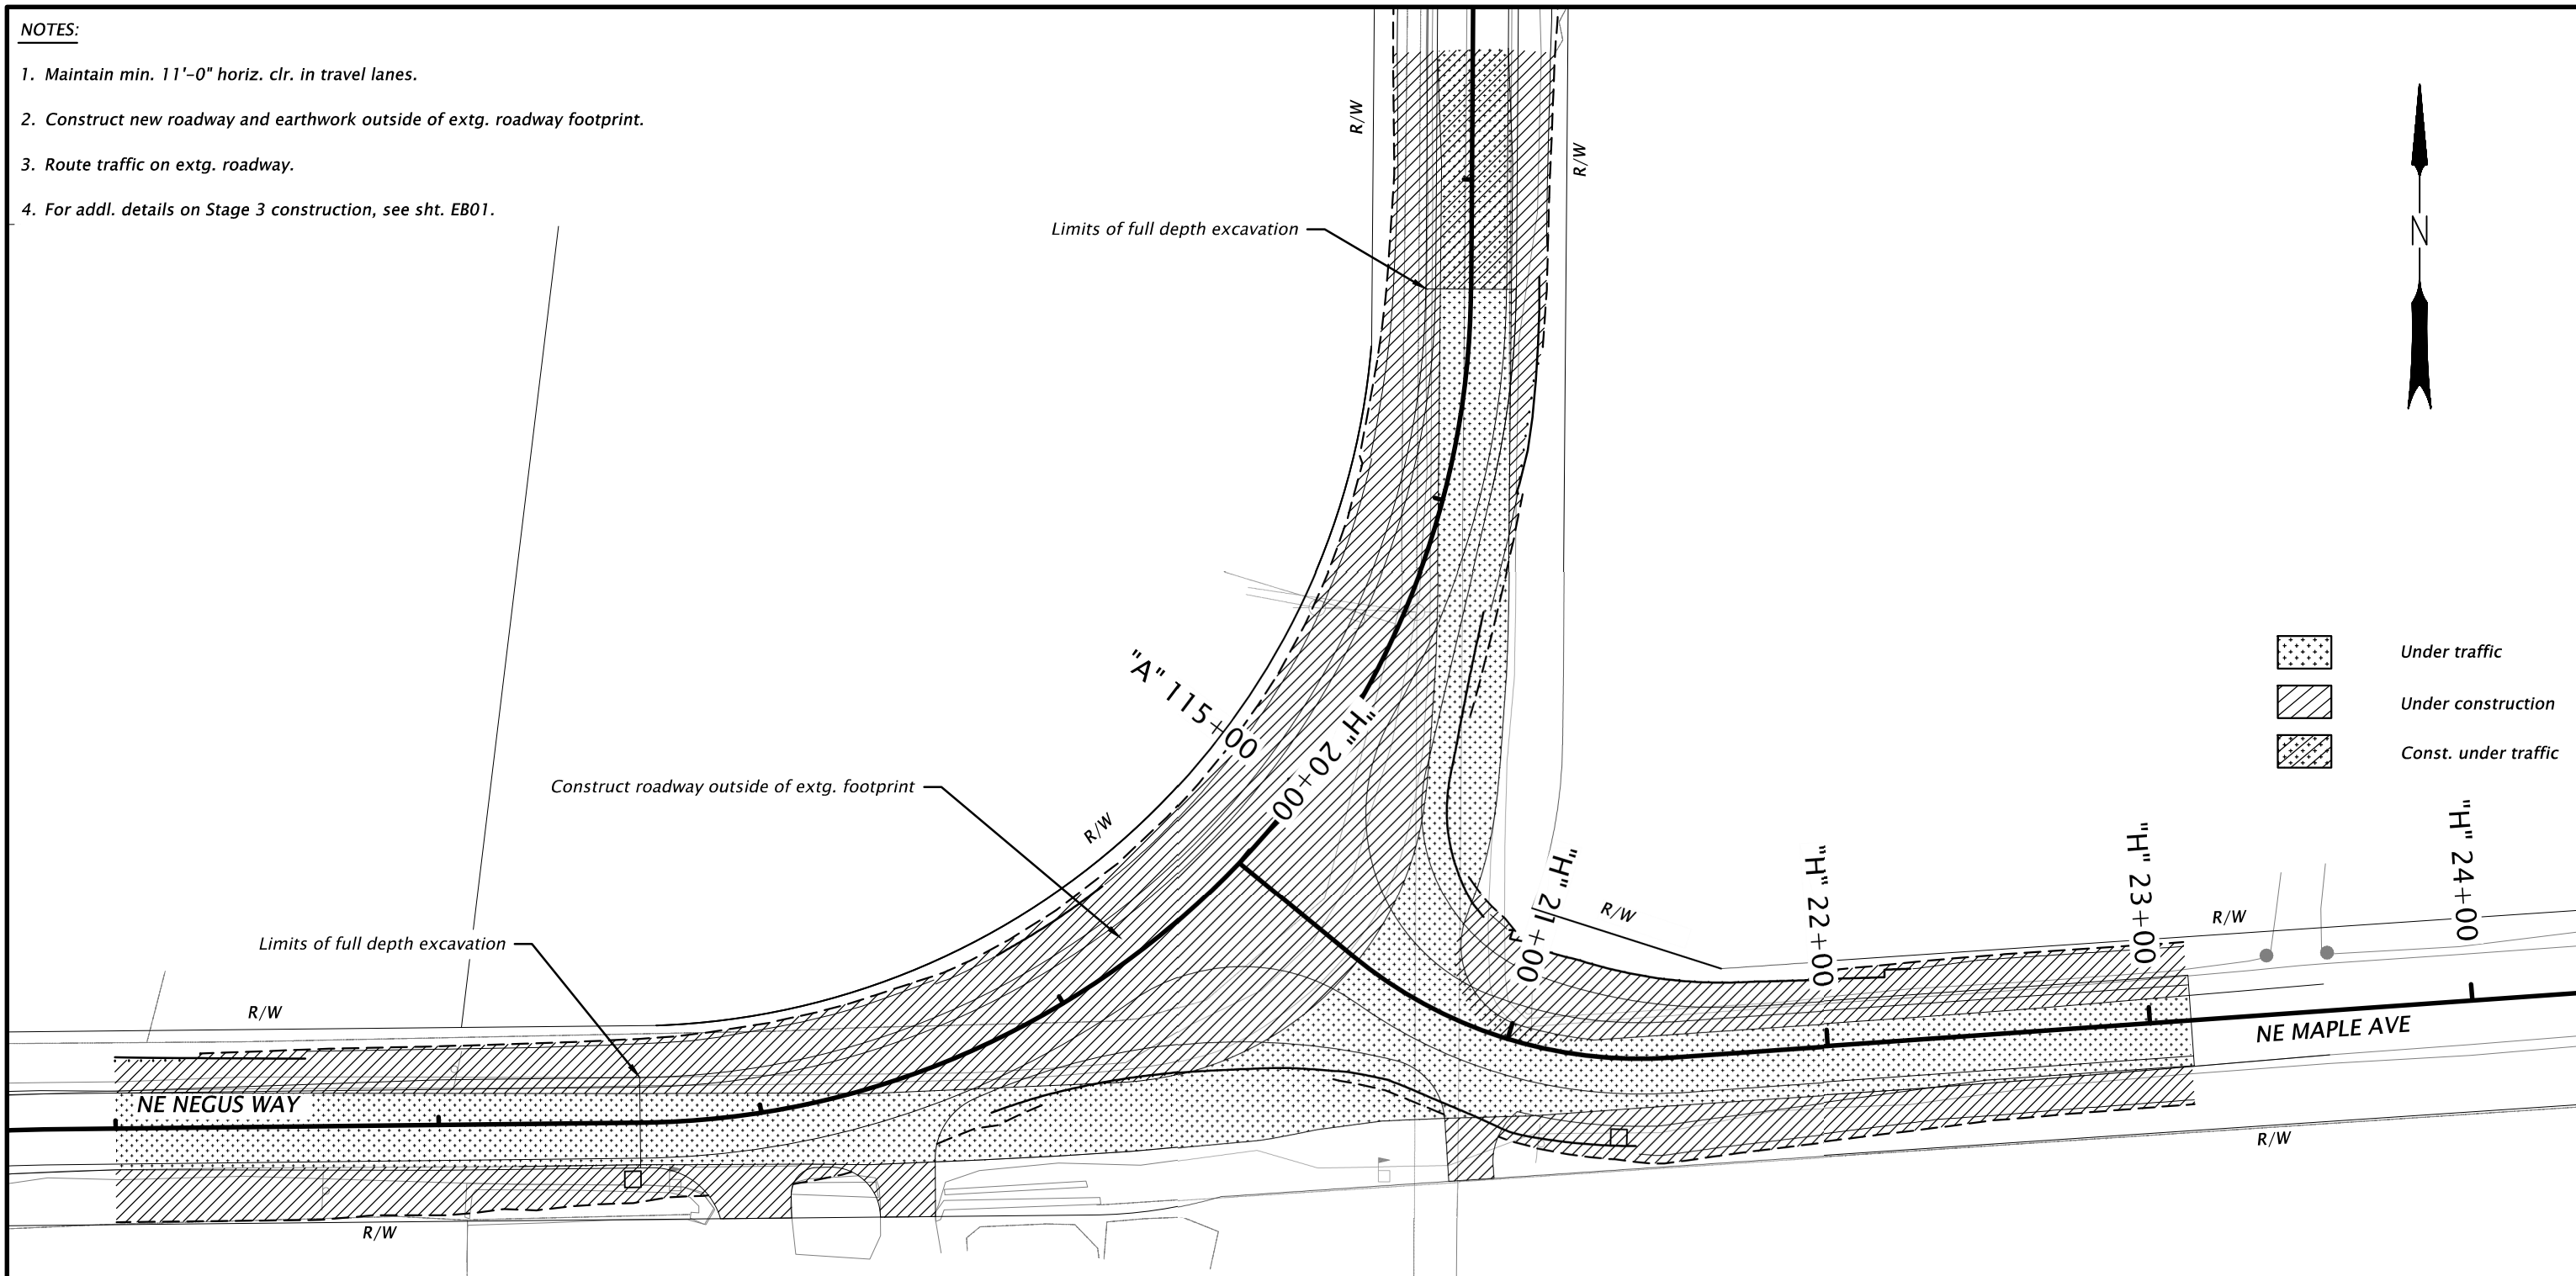 NOTES:
1. Maintain min. 11'-0" horiz. clr. in travel lanes.
2. Construct new roadway and earthwork outside of extg. roadway footprint.
3. Route traffic on extg. roadway.
4. For addl. details on Stage 3 construction, see sht. EB01.
R/W
R/W
Limits of full depth excavation
N
Under traffic
Under construction
Const. under traffic
"A" 115+00
"H" 20+00
Construct roadway outside of extg. footprint
R/W
"H" 21+00
R/W
"H" 22+00
"H" 23+00
"H" 24+00
R/W
Limits of full depth excavation
R/W
NE MAPLE AVE
NE NEGUS WAY
R/W
R/W